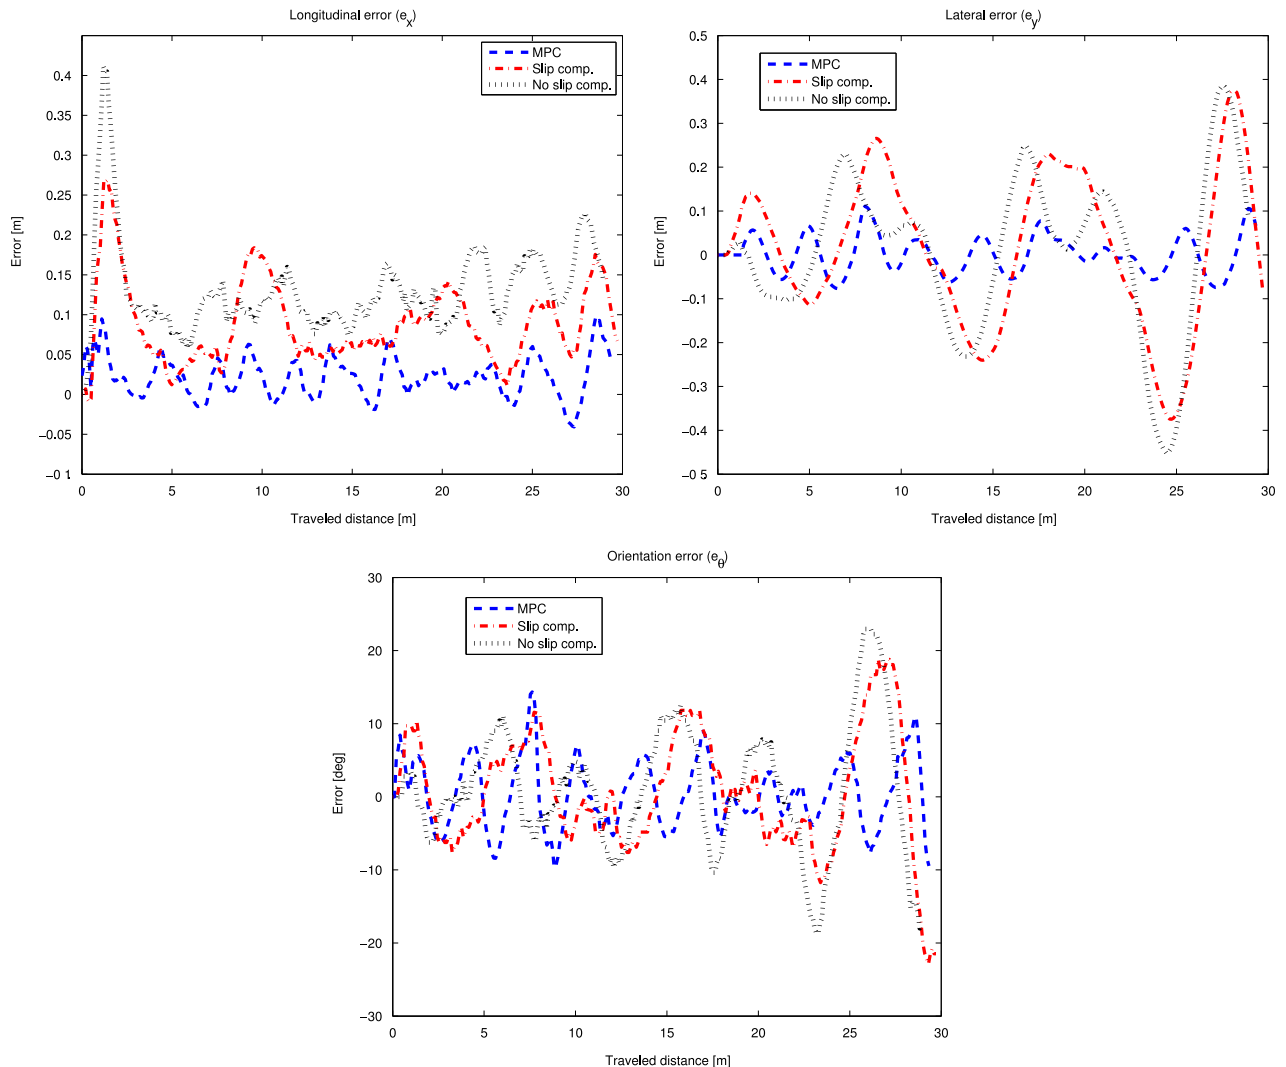 Longitudinal error (e_x)
MPC
Slip comp.
No slip comp.
Error [m]
0.4
0.35
0.3
0.25
0.2
0.15
0.1
0.05
0
−0.05
−0 1
0 5 10 15 20 25 30
Traveled distance [m]
Lateral error (e_y)
MPC
Slip comp.
No slip comp.
Error [m]
0.5
0.4
0.3
0.2
0.1
0
−0.1
−0.2
−0.3
−0.4
−0 5
0 5 10 15 20 25 30
Traveled distance [m]
Orientation error (e_θ)
MPC
Slip comp.
No slip comp.
Error [deg]
30
20
10
0
−10
−20
−30
0 5 10 15 20 25 30
Traveled distance [m]